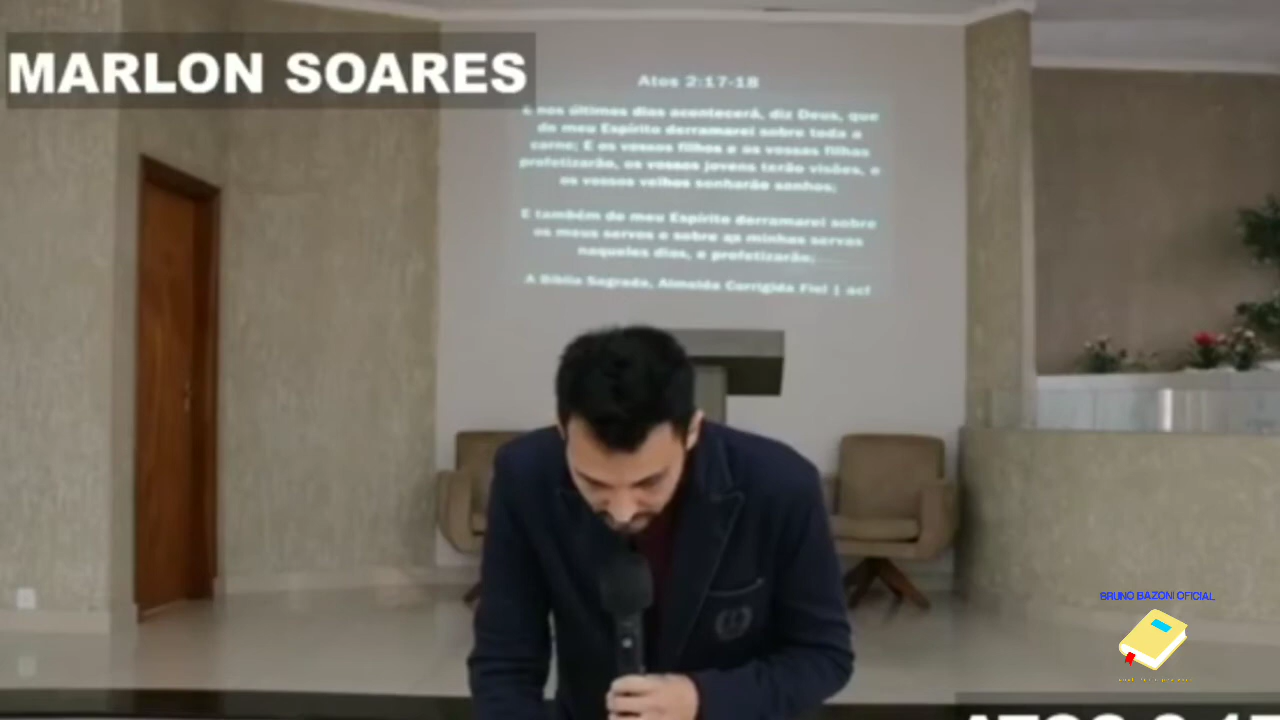 MARLON SOARES
Atos 2:17-18
E nos últimos dias acontecerá, diz Deus, que
do meu Espírito derramarei sobre toda a
carne; E os vossos filhos e as vossas filhas
profetizarão, os vossos jovens terão visões, e
os vossos velhos sonharão sonhos;
E também do meu Espírito derramarei sobre
os meus servos e sobre as minhas servas
naqueles dias, e profetizarão;
A Bíblia Sagrada, Almeida Corrigida Fiel | acf
BRUNO BAZONI OFICIAL